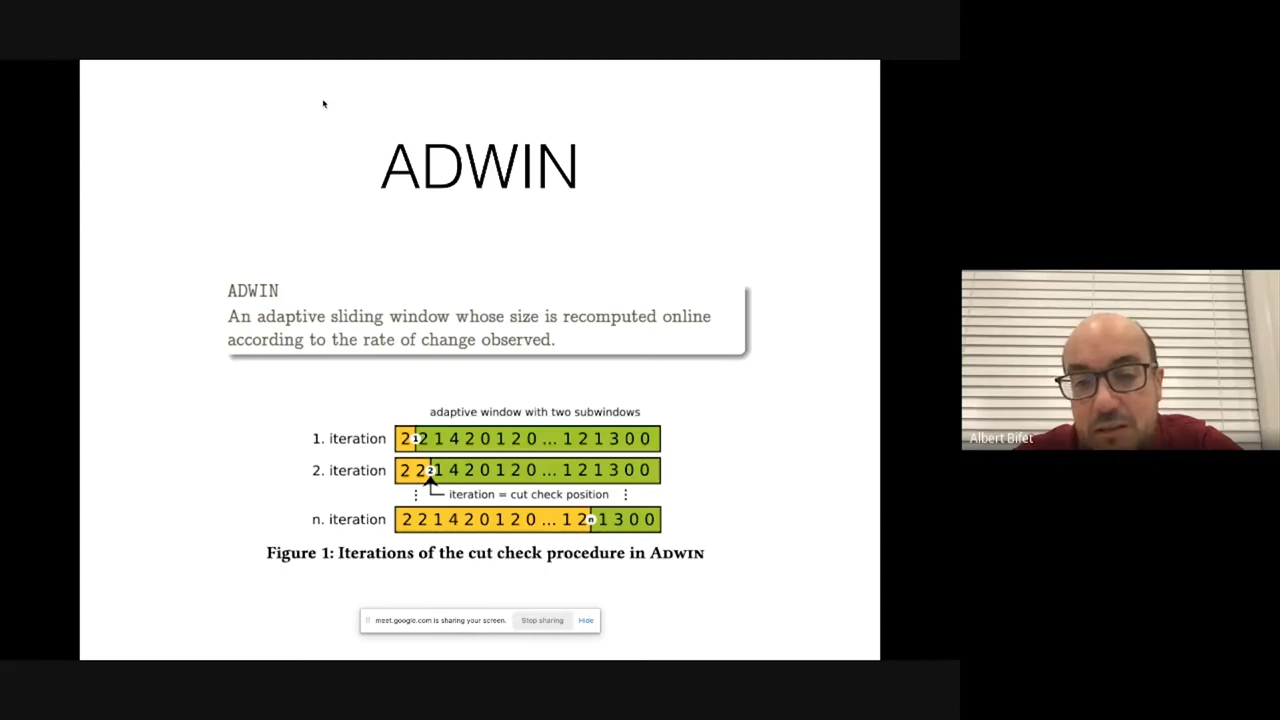 ADWIN
ADWIN
An adaptive sliding window whose size is recomputed online
according to the rate of change observed.
adaptive window with two subwindows
1. iteration 2 1 2 1 4 2 0 1 2 0 ... 1 2 1 3 0 0
2. iteration 2 2 2 1 4 2 0 1 2 0 ... 1 2 1 3 0 0
⋮ iteration = cut check position ⋮
n. iteration 2 2 1 4 2 0 1 2 0 ... 1 2 n 1 3 0 0
Figure 1: Iterations of the cut check procedure in ADWIN
meet.google.com is sharing your screen. Stop sharing Hide
Albert Bifet